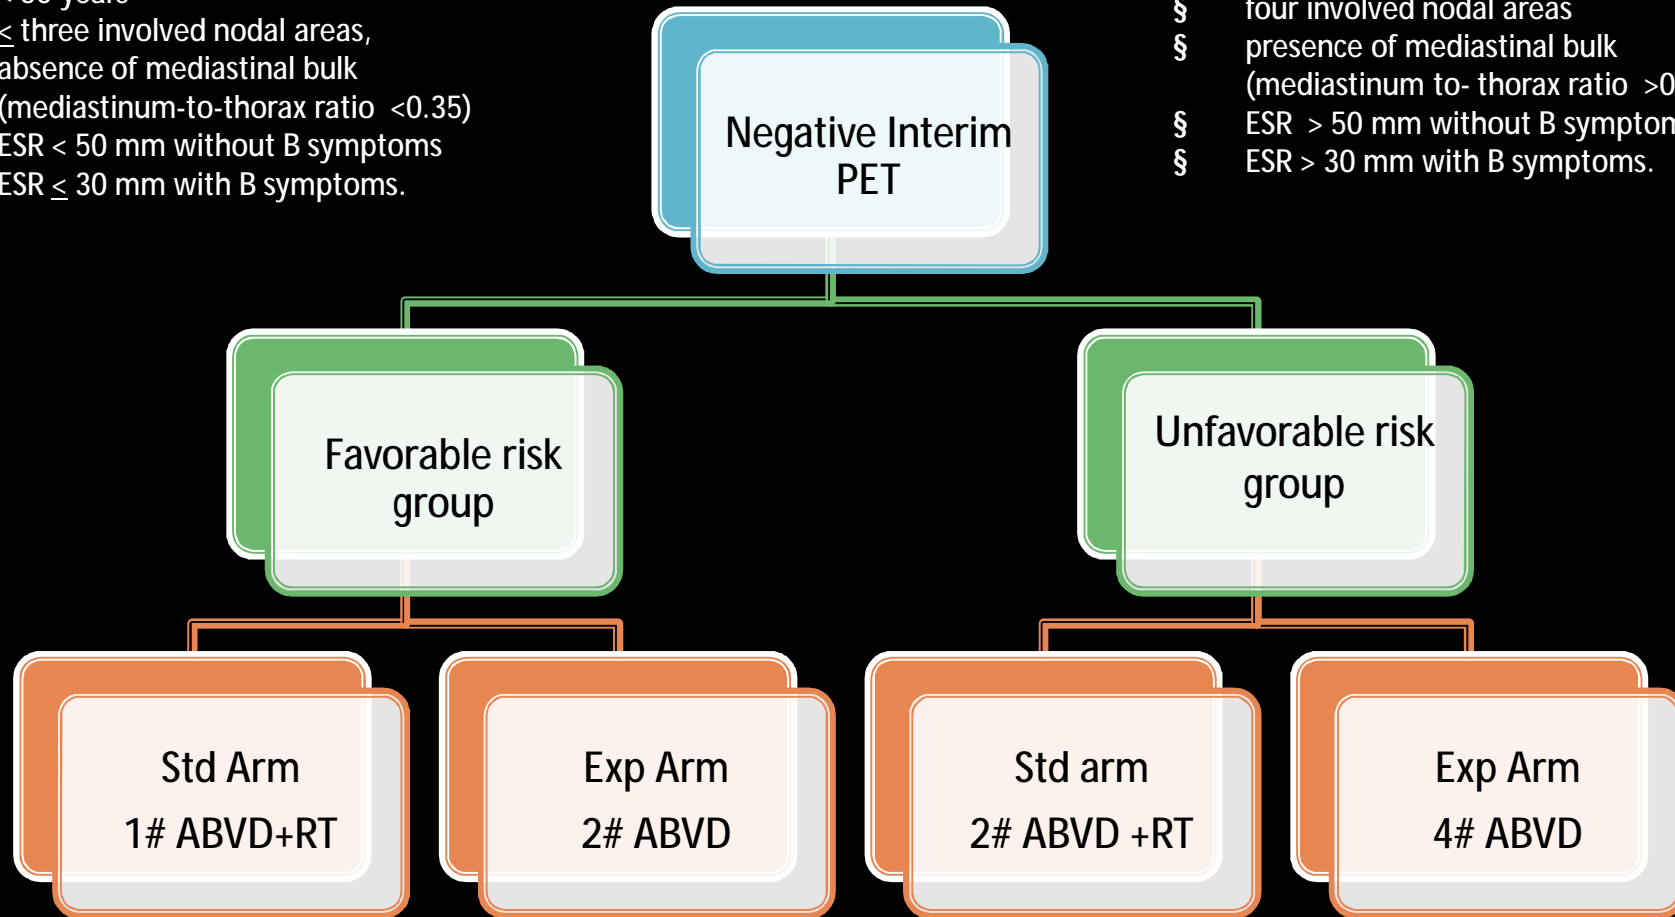 years
≤ three involved nodal areas,
absence of mediastinal bulk
(mediastinum-to-thorax ratio <0.35)
ESR < 50 mm without B symptoms
ESR ≤ 30 mm with B symptoms.
§ four involved nodal areas
§ presence of mediastinal bulk
(mediastinum to- thorax ratio >0
§ ESR > 50 mm without B sympto
§ ESR > 30 mm with B symptoms.
Negative Interim
PET
Favorable risk
group
Unfavorable risk
group
Std Arm
1# ABVD+RT
Exp Arm
2# ABVD
Std arm
2# ABVD +RT
Exp Arm
4# ABVD